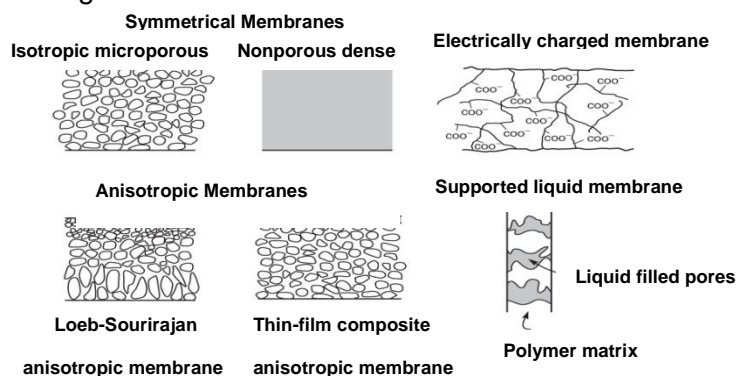 Symmetrical Membranes
Isotropic microporous
Nonporous dense
Electrically charged membrane
COO⁻
COO⁻
COO⁻
COO⁻
COO⁻
COO⁻
COO⁻
COO⁻
COO⁻
COO⁻
Anisotropic Membranes
Supported liquid membrane
Liquid filled pores
Loeb-Sourirajan
anisotropic membrane
Thin-film composite
anisotropic membrane
Polymer matrix